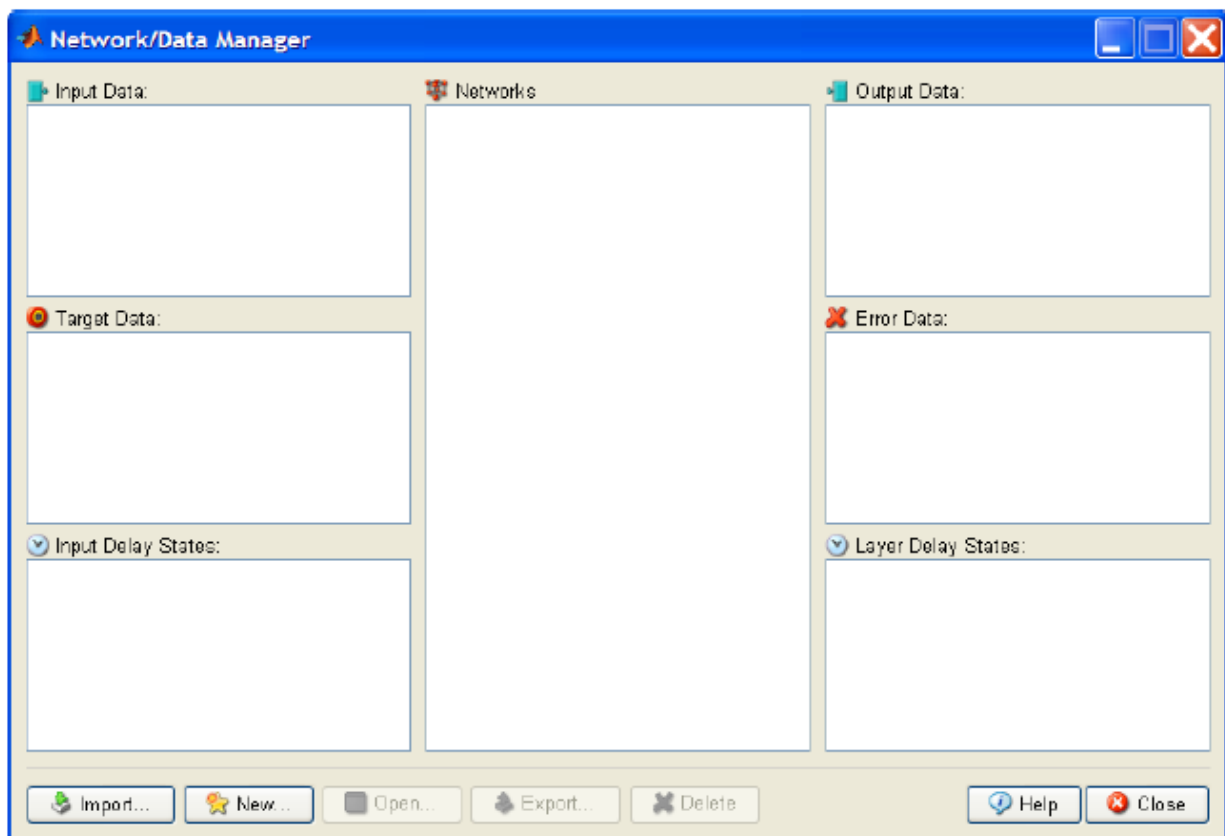 Network/Data Manager
Input Data:
Networks
Output Data:
Target Data:
Error Data:
Input Delay States:
Layer Delay States:
Import...
New...
Open...
Export...
Delete
Help
Close